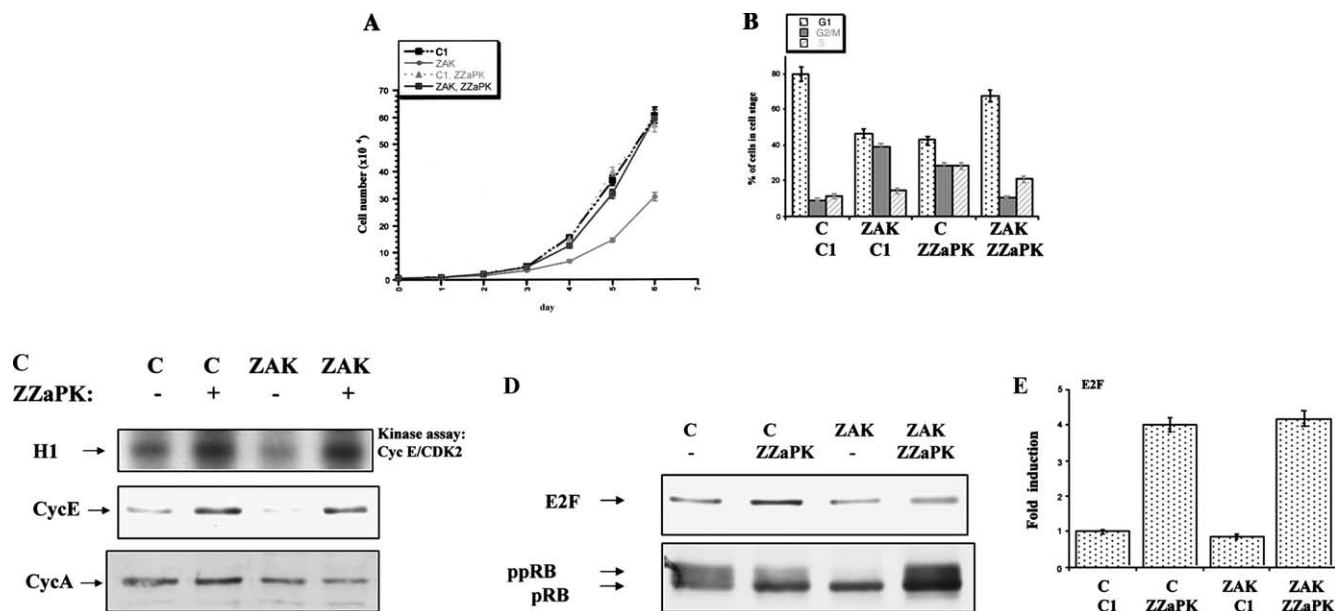 A
C1
ZAK
C1, ZZaPK
ZAK, ZZaPK
Cell number (x10 4)
70
60
50
40
30
20
10
0
0 1 2 3 4 5 6 7
day
B
G1
G2/M
S
% of cells in cell stage
80
60
40
20
0
C ZAK C ZAK
C1 C1 ZZaPK ZZaPK
C
C C ZAK ZAK
ZZaPK: - + - +
H1
Kinase assay:
Cyc E/CDK2
CycE
CycA
D
C C ZAK ZAK
- ZZaPK - ZZaPK
E2F
ppRB
pRB
E
E2F
Fold induction
5
4
3
2
1
0
C C ZAK ZAK
C1 ZZaPK C1 ZZaPK